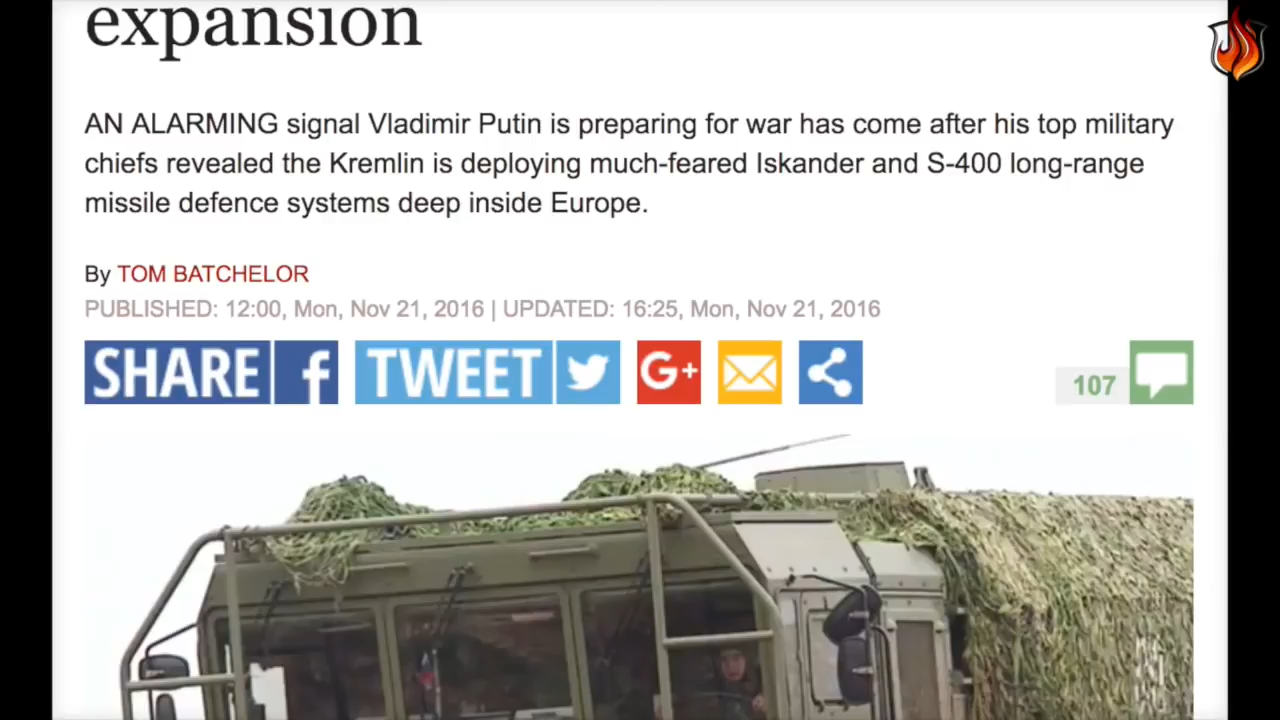 expansion
AN ALARMING signal Vladimir Putin is preparing for war has come after his top military
chiefs revealed the Kremlin is deploying much-feared Iskander and S-400 long-range
missile defence systems deep inside Europe.
By TOM BATCHELOR
PUBLISHED: 12:00, Mon, Nov 21, 2016 | UPDATED: 16:25, Mon, Nov 21, 2016
SHARE f TWEET G+ 107